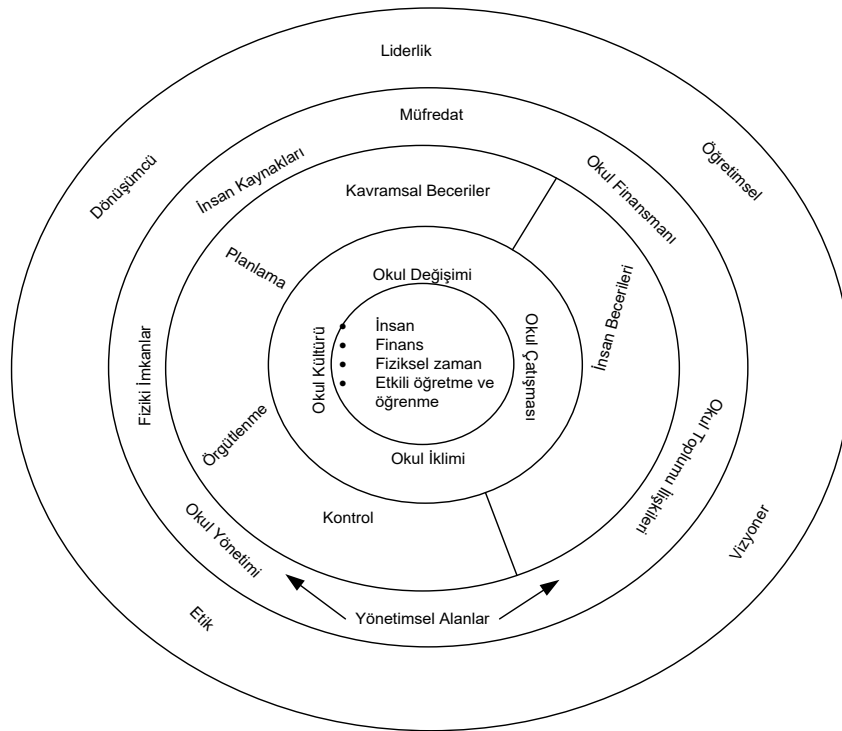 Liderlik
Müfredat
Öğretimsel
Dönüşümcü
İnsan Kaynakları
Okul Finansmanı
Kavramsal Beceriler
Planlama
Okul Değişimi
İnsan Becerileri
Fiziki İmkanlar
Okul Kültürü
• İnsan
• Finans
• Fiziksel zaman
• Etkili öğretme ve
öğrenme
Okul Çatışması
Örgütlenme
Okul İklimi
Okul Toplumu İlişkileri
Kontrol
Okul Yönetimi
Vizyoner
Etik
Yönetimsel Alanlar